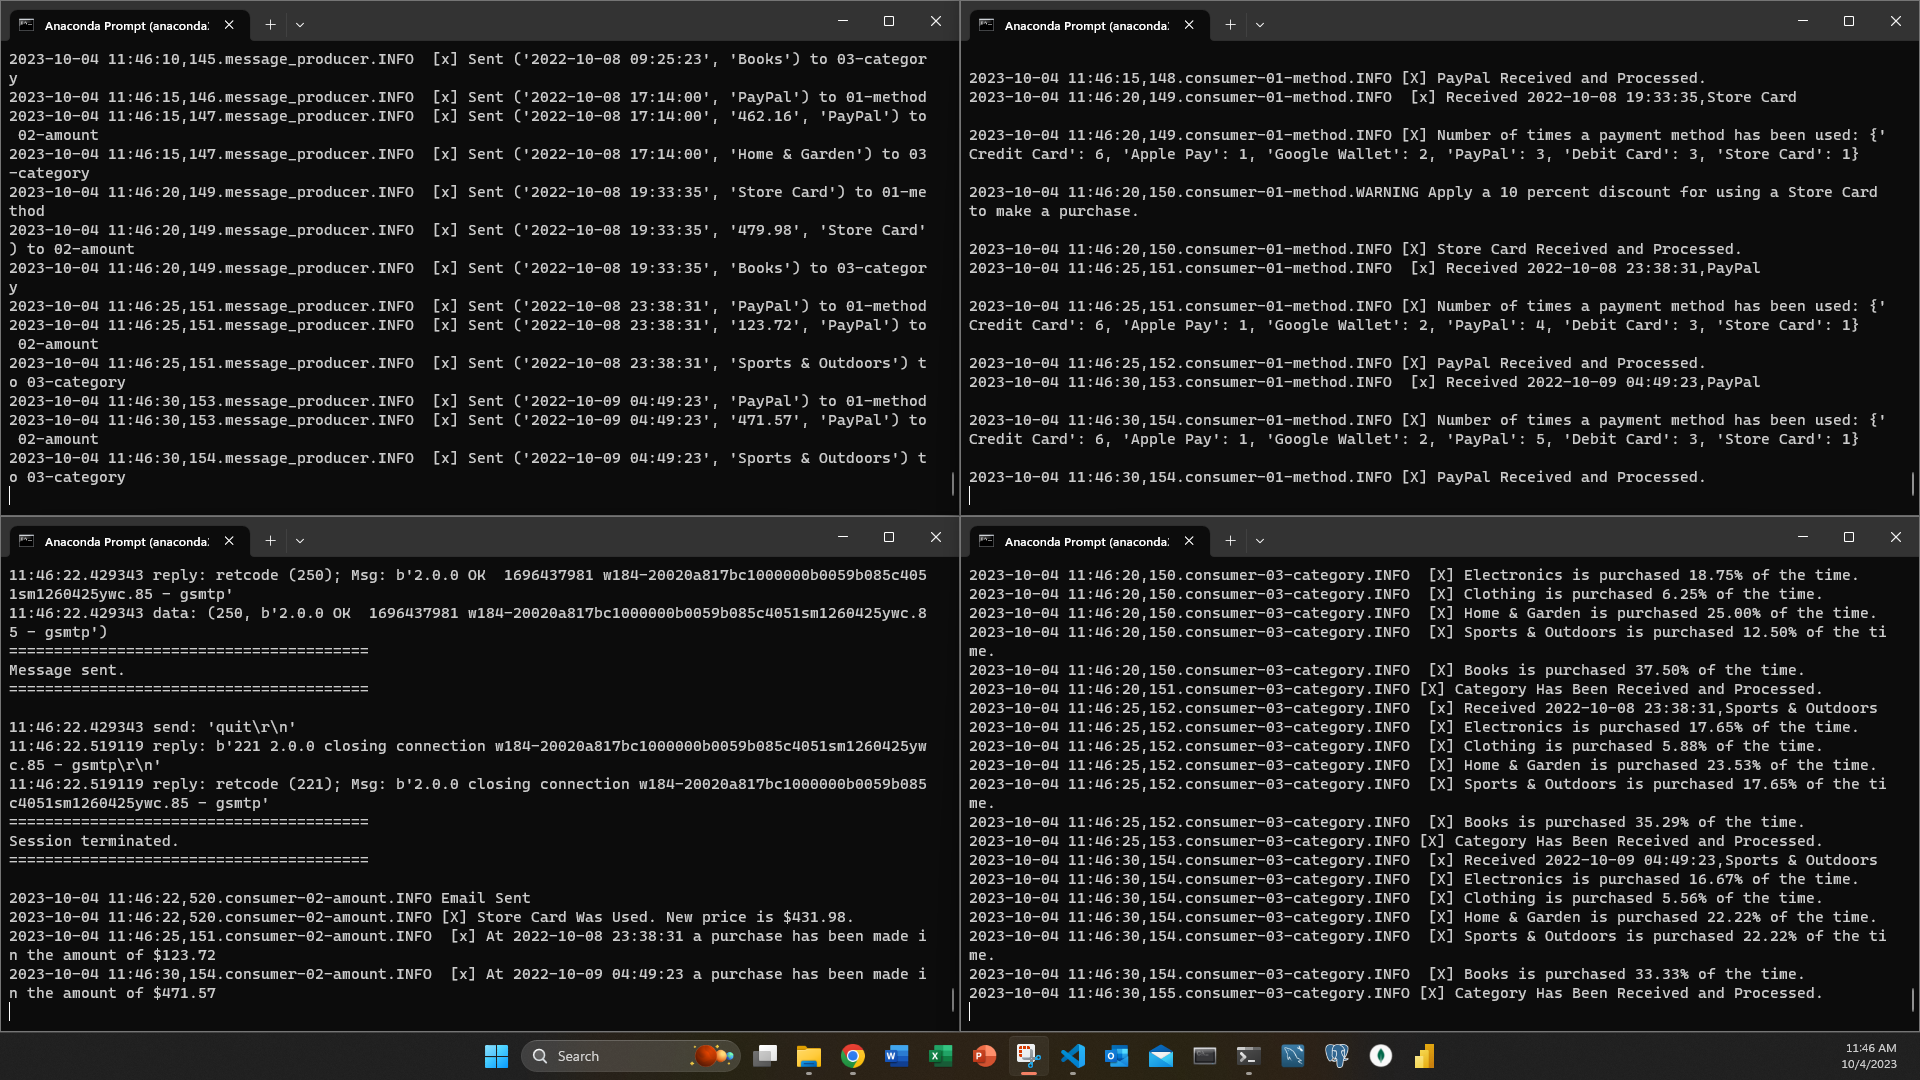 Anaconda Prompt (anaconda:
2023-10-04 11:46:10,145.message_producer.INFO  [x] Sent ('2022-10-08 09:25:23', 'Books') to 03-categor
y
2023-10-04 11:46:15,146.message_producer.INFO  [x] Sent ('2022-10-08 17:14:00', 'PayPal') to 01-method
2023-10-04 11:46:15,147.message_producer.INFO  [x] Sent ('2022-10-08 17:14:00', '462.16', 'PayPal') to
 02-amount
2023-10-04 11:46:15,147.message_producer.INFO  [x] Sent ('2022-10-08 17:14:00', 'Home & Garden') to 03
-category
2023-10-04 11:46:20,149.message_producer.INFO  [x] Sent ('2022-10-08 19:33:35', 'Store Card') to 01-me
thod
2023-10-04 11:46:20,149.message_producer.INFO  [x] Sent ('2022-10-08 19:33:35', '479.98', 'Store Card'
) to 02-amount
2023-10-04 11:46:20,149.message_producer.INFO  [x] Sent ('2022-10-08 19:33:35', 'Books') to 03-categor
y
2023-10-04 11:46:25,151.message_producer.INFO  [x] Sent ('2022-10-08 23:38:31', 'PayPal') to 01-method
2023-10-04 11:46:25,151.message_producer.INFO  [x] Sent ('2022-10-08 23:38:31', '123.72', 'PayPal') to
 02-amount
2023-10-04 11:46:25,151.message_producer.INFO  [x] Sent ('2022-10-08 23:38:31', 'Sports & Outdoors') t
o 03-category
2023-10-04 11:46:30,153.message_producer.INFO  [x] Sent ('2022-10-09 04:49:23', 'PayPal') to 01-method
2023-10-04 11:46:30,153.message_producer.INFO  [x] Sent ('2022-10-09 04:49:23', '471.57', 'PayPal') to
 02-amount
2023-10-04 11:46:30,154.message_producer.INFO  [x] Sent ('2022-10-09 04:49:23', 'Sports & Outdoors') t
o 03-category
Anaconda Prompt (anaconda:
2023-10-04 11:46:15,148.consumer-01-method.INFO [X] PayPal Received and Processed.
2023-10-04 11:46:20,149.consumer-01-method.INFO  [x] Received 2022-10-08 19:33:35,Store Card
2023-10-04 11:46:20,149.consumer-01-method.INFO [X] Number of times a payment method has been used: {'
Credit Card': 6, 'Apple Pay': 1, 'Google Wallet': 2, 'PayPal': 3, 'Debit Card': 3, 'Store Card': 1}
2023-10-04 11:46:20,150.consumer-01-method.WARNING Apply a 10 percent discount for using a Store Card
to make a purchase.
2023-10-04 11:46:20,150.consumer-01-method.INFO [X] Store Card Received and Processed.
2023-10-04 11:46:25,151.consumer-01-method.INFO  [x] Received 2022-10-08 23:38:31,PayPal
2023-10-04 11:46:25,151.consumer-01-method.INFO [X] Number of times a payment method has been used: {'
Credit Card': 6, 'Apple Pay': 1, 'Google Wallet': 2, 'PayPal': 4, 'Debit Card': 3, 'Store Card': 1}
2023-10-04 11:46:25,152.consumer-01-method.INFO [X] PayPal Received and Processed.
2023-10-04 11:46:30,153.consumer-01-method.INFO  [x] Received 2022-10-09 04:49:23,PayPal
2023-10-04 11:46:30,154.consumer-01-method.INFO [X] Number of times a payment method has been used: {'
Credit Card': 6, 'Apple Pay': 1, 'Google Wallet': 2, 'PayPal': 5, 'Debit Card': 3, 'Store Card': 1}
2023-10-04 11:46:30,154.consumer-01-method.INFO [X] PayPal Received and Processed.
Anaconda Prompt (anaconda:
11:46:22.429343 reply: retcode (250); Msg: b'2.0.0 OK  1696437981 w184-20020a817bc1000000b0059b085c405
1sm1260425ywc.85 - gsmtp'
11:46:22.429343 data: (250, b'2.0.0 OK  1696437981 w184-20020a817bc1000000b0059b085c4051sm1260425ywc.8
5 - gsmtp')
========================================
Message sent.
========================================
11:46:22.429343 send: 'quit\r\n'
11:46:22.519119 reply: b'221 2.0.0 closing connection w184-20020a817bc1000000b0059b085c4051sm1260425yw
c.85 - gsmtp\r\n'
11:46:22.519119 reply: retcode (221); Msg: b'2.0.0 closing connection w184-20020a817bc1000000b0059b085
c4051sm1260425ywc.85 - gsmtp'
========================================
Session terminated.
========================================
2023-10-04 11:46:22,520.consumer-02-amount.INFO Email Sent
2023-10-04 11:46:22,520.consumer-02-amount.INFO [X] Store Card Was Used. New price is $431.98.
2023-10-04 11:46:25,151.consumer-02-amount.INFO  [x] At 2022-10-08 23:38:31 a purchase has been made i
n the amount of $123.72
2023-10-04 11:46:30,154.consumer-02-amount.INFO  [x] At 2022-10-09 04:49:23 a purchase has been made i
n the amount of $471.57
Anaconda Prompt (anaconda:
2023-10-04 11:46:20,150.consumer-03-category.INFO  [X] Electronics is purchased 18.75% of the time.
2023-10-04 11:46:20,150.consumer-03-category.INFO  [X] Clothing is purchased 6.25% of the time.
2023-10-04 11:46:20,150.consumer-03-category.INFO  [X] Home & Garden is purchased 25.00% of the time.
2023-10-04 11:46:20,150.consumer-03-category.INFO  [X] Sports & Outdoors is purchased 12.50% of the ti
me.
2023-10-04 11:46:20,150.consumer-03-category.INFO  [X] Books is purchased 37.50% of the time.
2023-10-04 11:46:20,151.consumer-03-category.INFO [X] Category Has Been Received and Processed.
2023-10-04 11:46:25,152.consumer-03-category.INFO  [x] Received 2022-10-08 23:38:31,Sports & Outdoors
2023-10-04 11:46:25,152.consumer-03-category.INFO  [X] Electronics is purchased 17.65% of the time.
2023-10-04 11:46:25,152.consumer-03-category.INFO  [X] Clothing is purchased 5.88% of the time.
2023-10-04 11:46:25,152.consumer-03-category.INFO  [X] Home & Garden is purchased 23.53% of the time.
2023-10-04 11:46:25,152.consumer-03-category.INFO  [X] Sports & Outdoors is purchased 17.65% of the ti
me.
2023-10-04 11:46:25,152.consumer-03-category.INFO  [X] Books is purchased 35.29% of the time.
2023-10-04 11:46:25,153.consumer-03-category.INFO [X] Category Has Been Received and Processed.
2023-10-04 11:46:30,154.consumer-03-category.INFO  [x] Received 2022-10-09 04:49:23,Sports & Outdoors
2023-10-04 11:46:30,154.consumer-03-category.INFO  [X] Electronics is purchased 16.67% of the time.
2023-10-04 11:46:30,154.consumer-03-category.INFO  [X] Clothing is purchased 5.56% of the time.
2023-10-04 11:46:30,154.consumer-03-category.INFO  [X] Home & Garden is purchased 22.22% of the time.
2023-10-04 11:46:30,154.consumer-03-category.INFO  [X] Sports & Outdoors is purchased 22.22% of the ti
me.
2023-10-04 11:46:30,154.consumer-03-category.INFO  [X] Books is purchased 33.33% of the time.
2023-10-04 11:46:30,155.consumer-03-category.INFO [X] Category Has Been Received and Processed.
Search
11:46 AM
10/4/2023